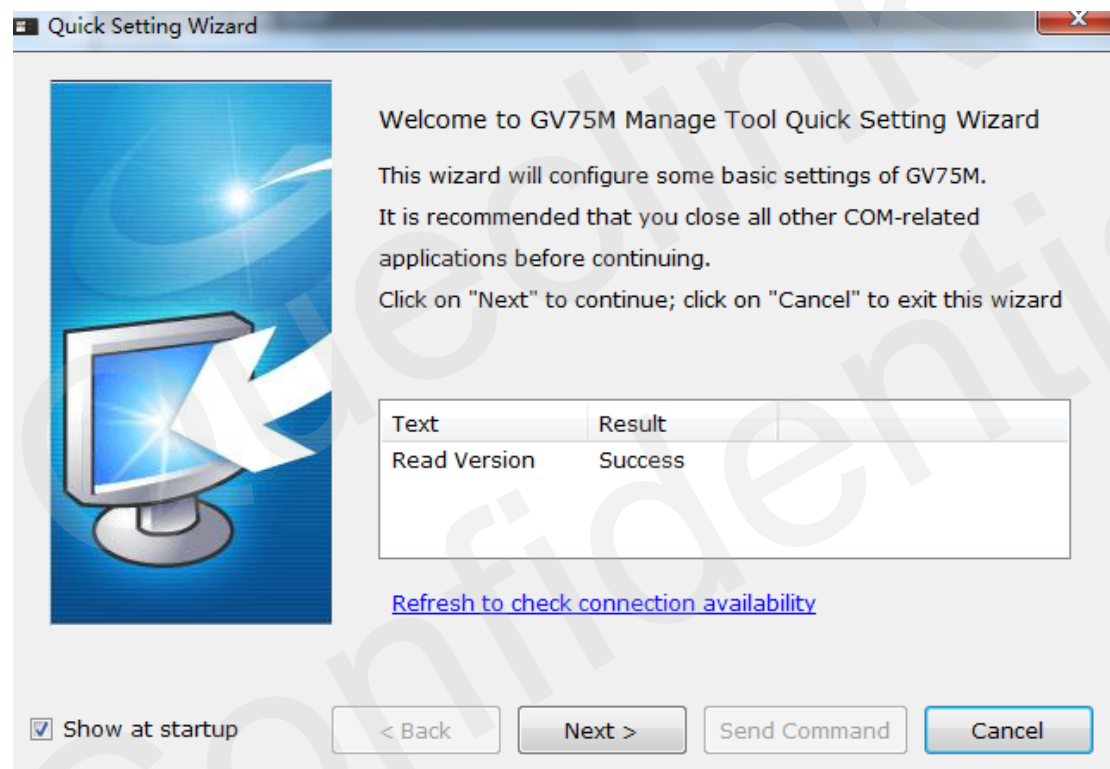 Quick Setting Wizard
X
Welcome to GV75M Manage Tool Quick Setting Wizard
This wizard will configure some basic settings of GV75M.
It is recommended that you close all other COM-related
applications before continuing.
Click on "Next" to continue; click on "Cancel" to exit this wizard
Text Result
Read Version Success
Refresh to check connection availability
Show at startup < Back Next > Send Command Cancel
Queclink
Confidenti